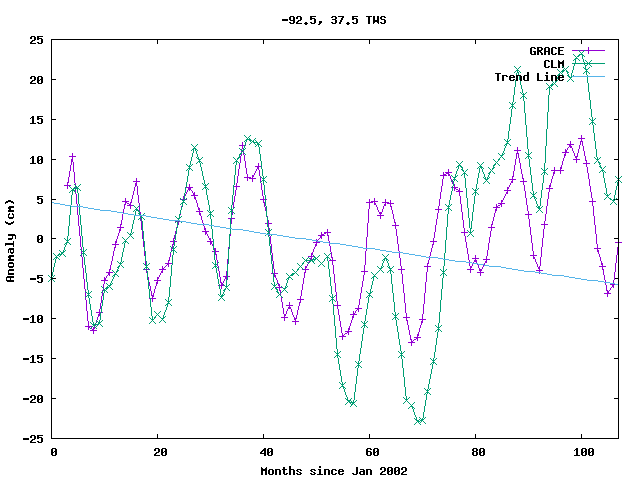 -92.5, 37.5 TWS
GRACE
CLM
Trend Line
25
20
15
10
5
0
-5
-10
-15
-20
-25
Anomaly (cm)
0 20 40 60 80 100
Months since Jan 2002